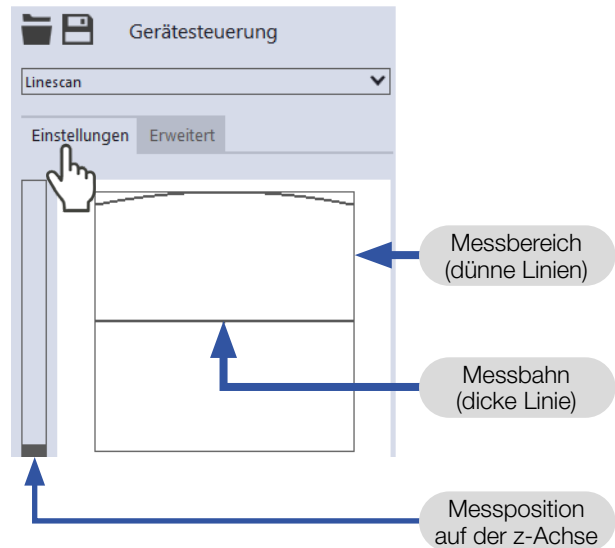 Gerätesteuerung
Linescan
Einstellungen Erweitert
Messbereich
(dünne Linien)
Messbahn
(dicke Linie)
Messposition
auf der z-Achse